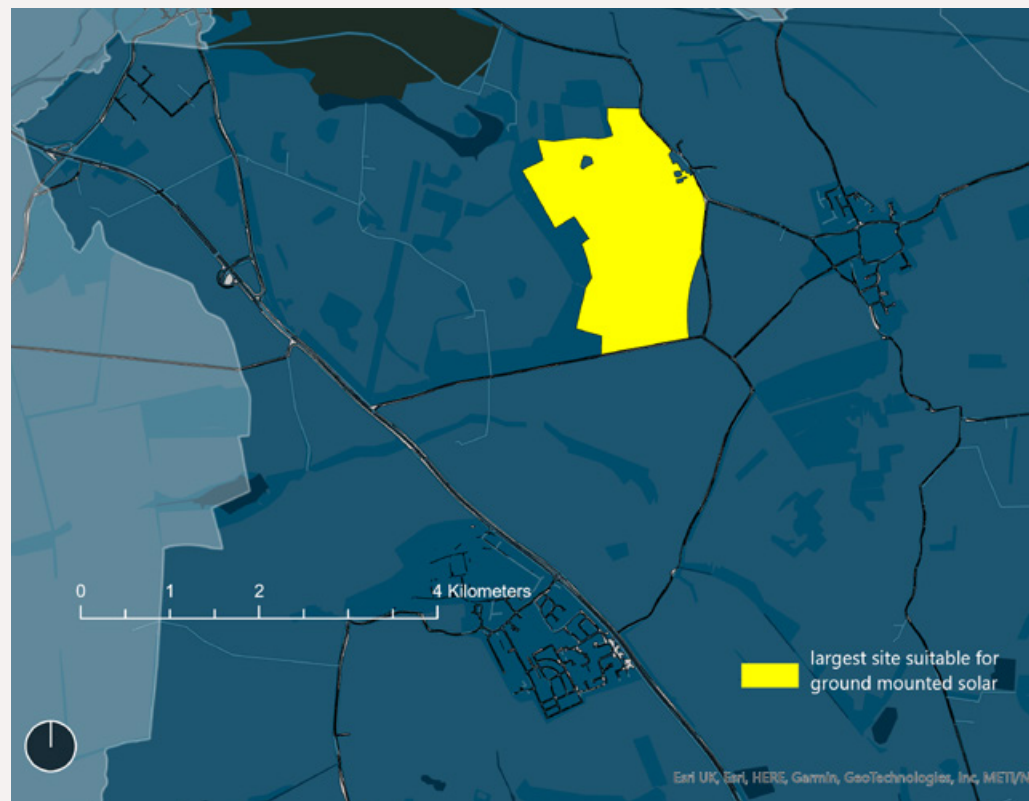 0 1 2 4 Kilometers
largest site suitable for
ground mounted solar
Esri UK, Esri, HERE, Garmin, GeoTechnologies, Inc, METI/N